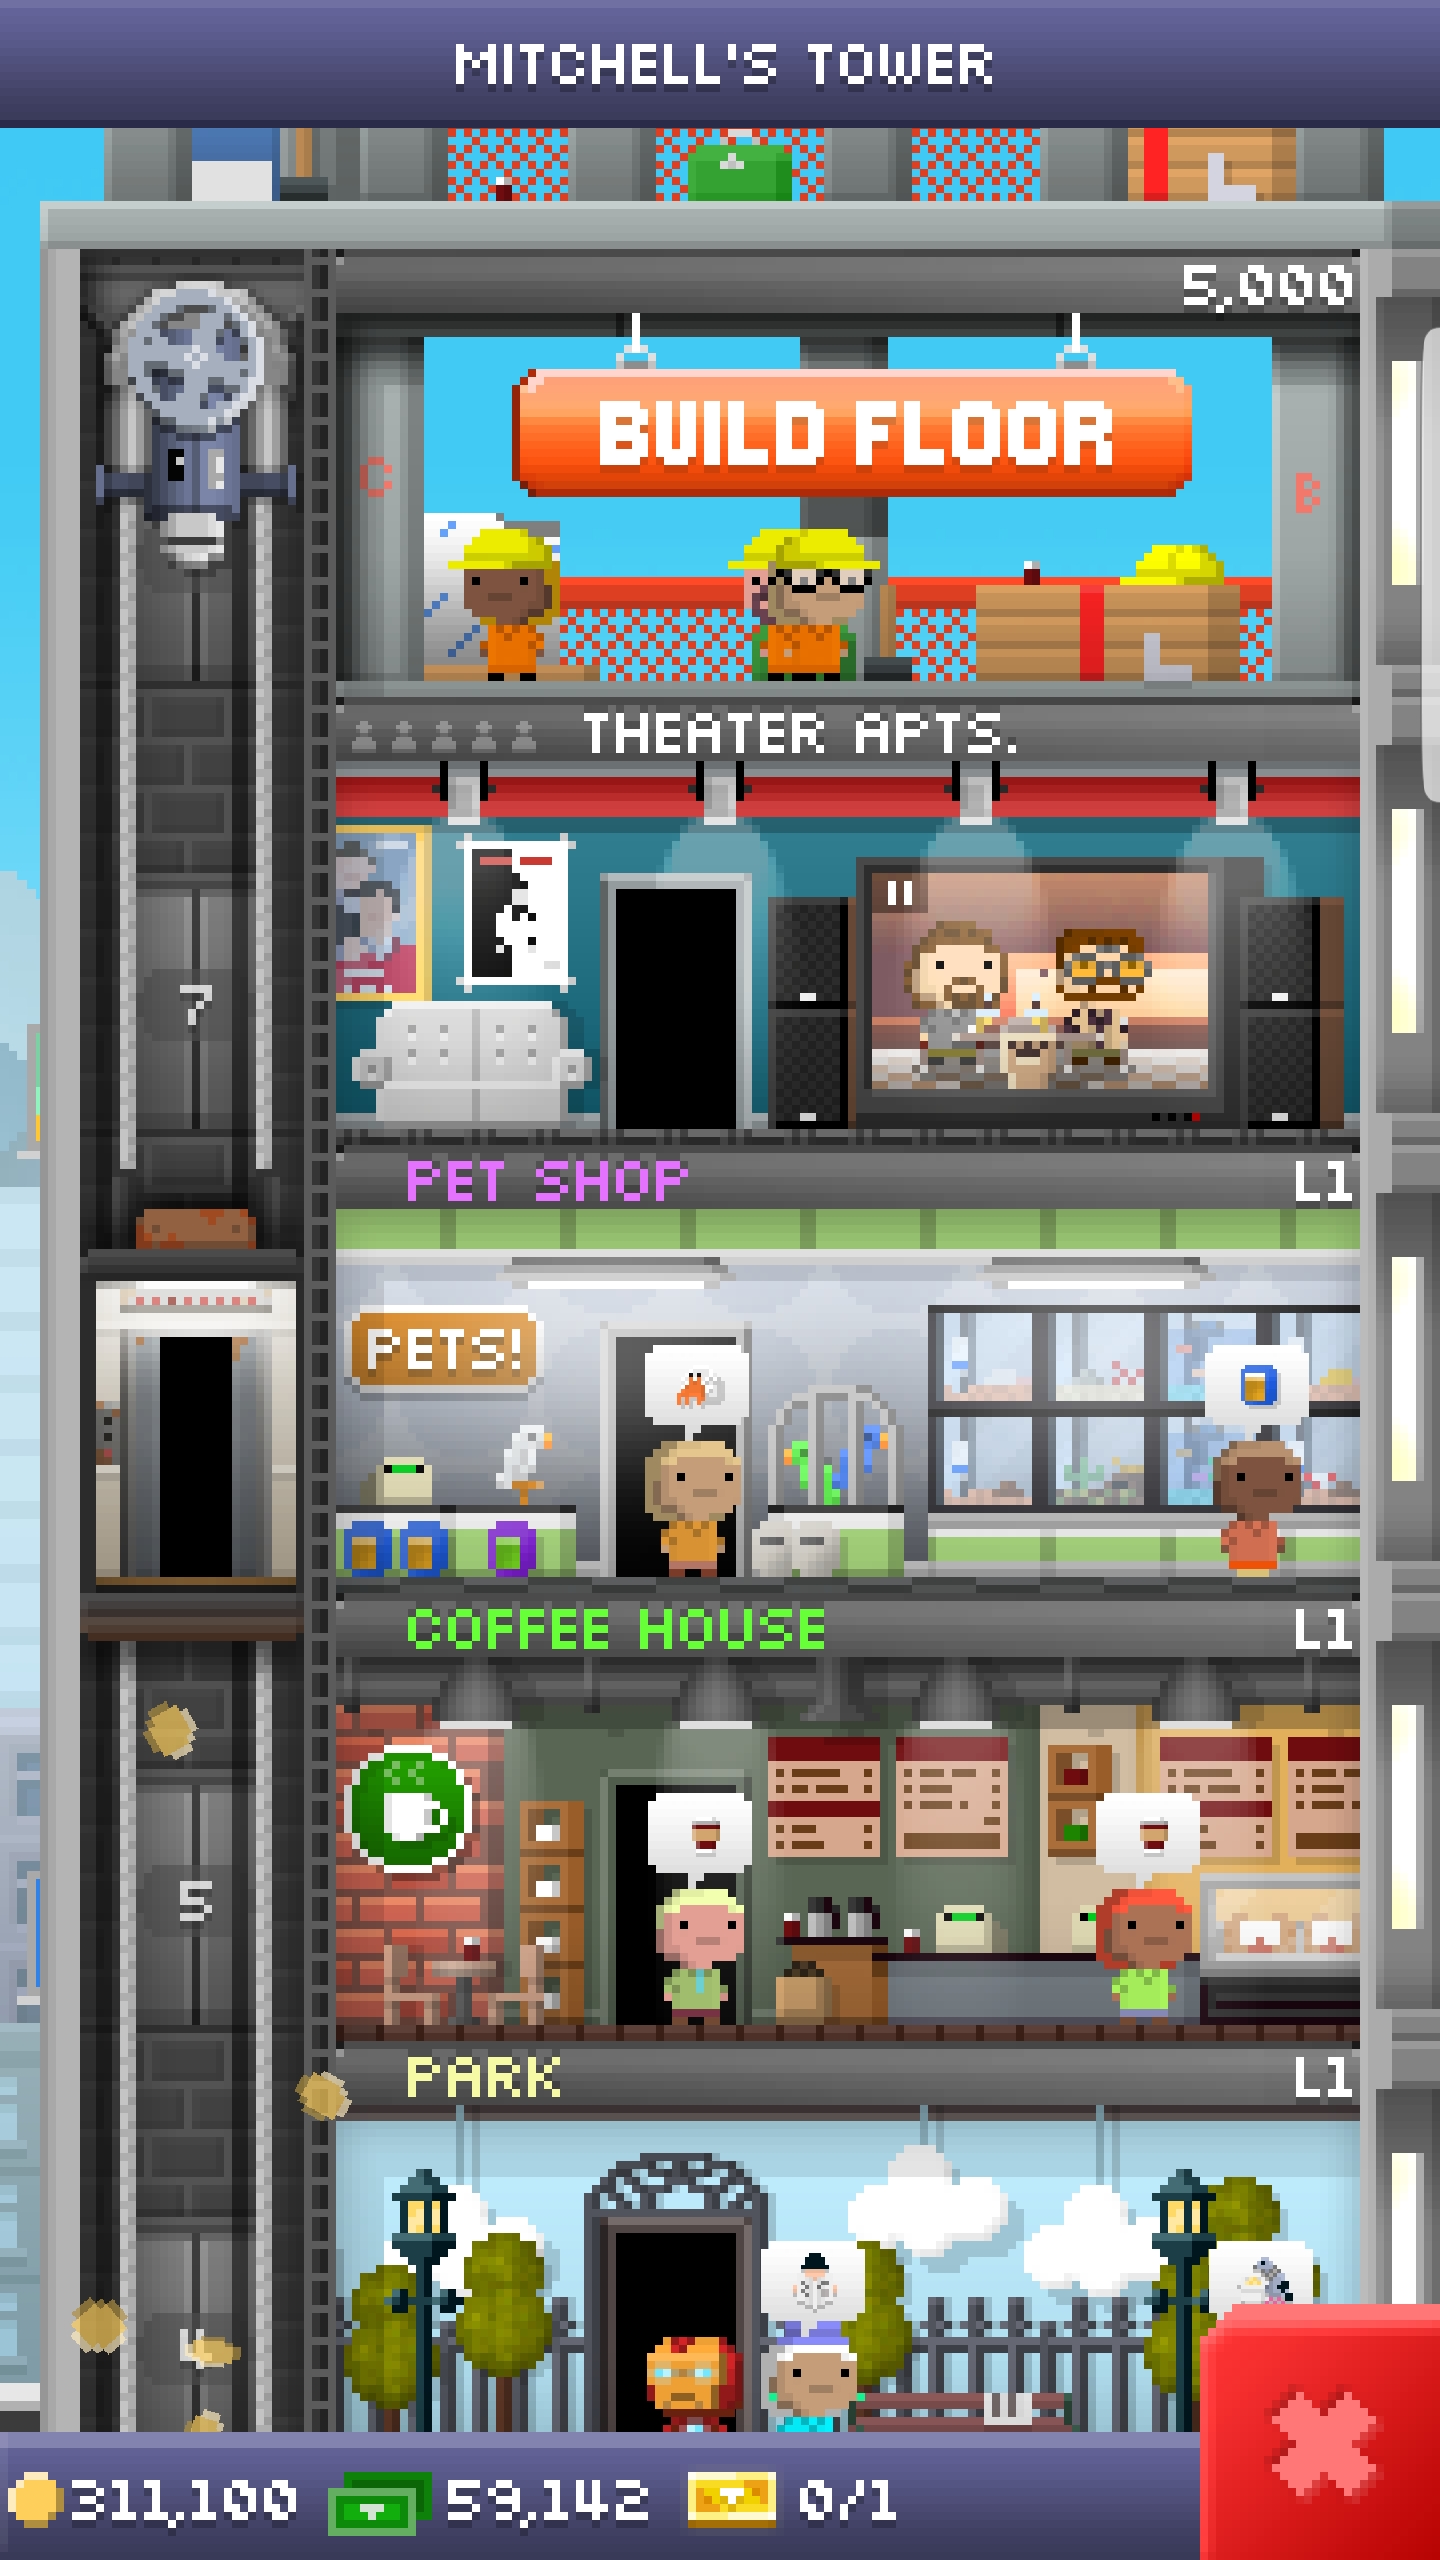 MITCHELL'S TOWER
5,000
BUILD FLOOR
C
B
THEATER APTS.
7
PET SHOP L1
PETS!
COFFEE HOUSE L1
5
PARK L1
4
311,100 59,142 0/1